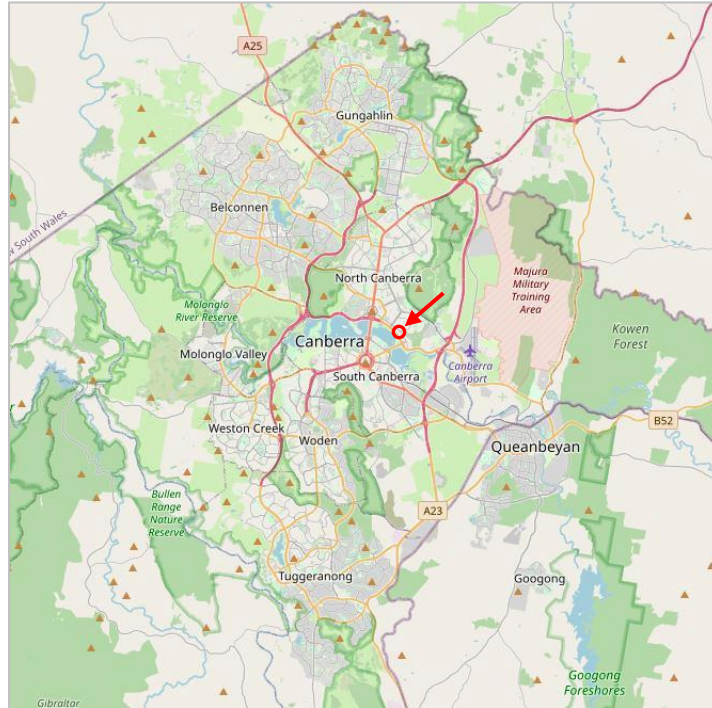 A25
Gungahlin
Belconnen
South Wales
North Canberra
Majura
Military
Training
Area
Molonglo
River Reserve
Kowen
Forest
Canberra
Molonglo Valley
Canberra
Airport
South Canberra
B52
Weston Creek
Woden
Queanbeyan
Bullen
Range
Nature
Reserve
A23
Tuggeranong
Googong
Googong
Foreshores
Gibraltar